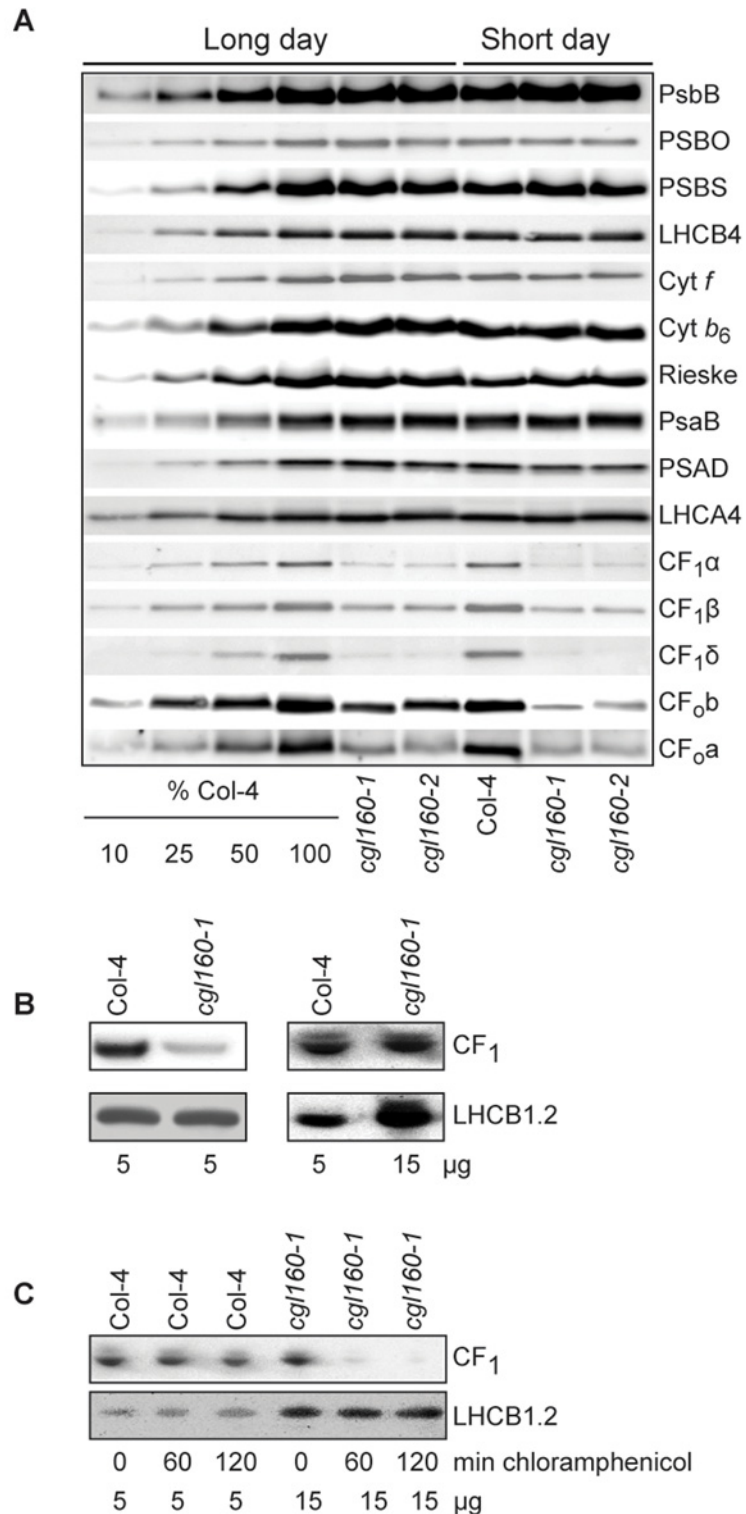 A
Long day Short day
PsbB
PSBO
PSBS
LHCB4
Cyt f
Cyt b6
Rieske
PsaB
PSAD
LHCA4
CF1α
CF1β
CF1δ
CFob
CFoa
% Col-4 cgl160-1 cgl160-2 Col-4 cgl160-1 cgl160-2
10 25 50 100
B
Col-4 cgl160-1 Col-4 cgl160-1
CF1
LHCB1.2
5 5 5 15 µg
C
Col-4 Col-4 Col-4 cgl160-1 cgl160-1 cgl160-1
CF1
LHCB1.2
0 60 120 0 60 120 min chloramphenicol
5 5 5 15 15 15 µg